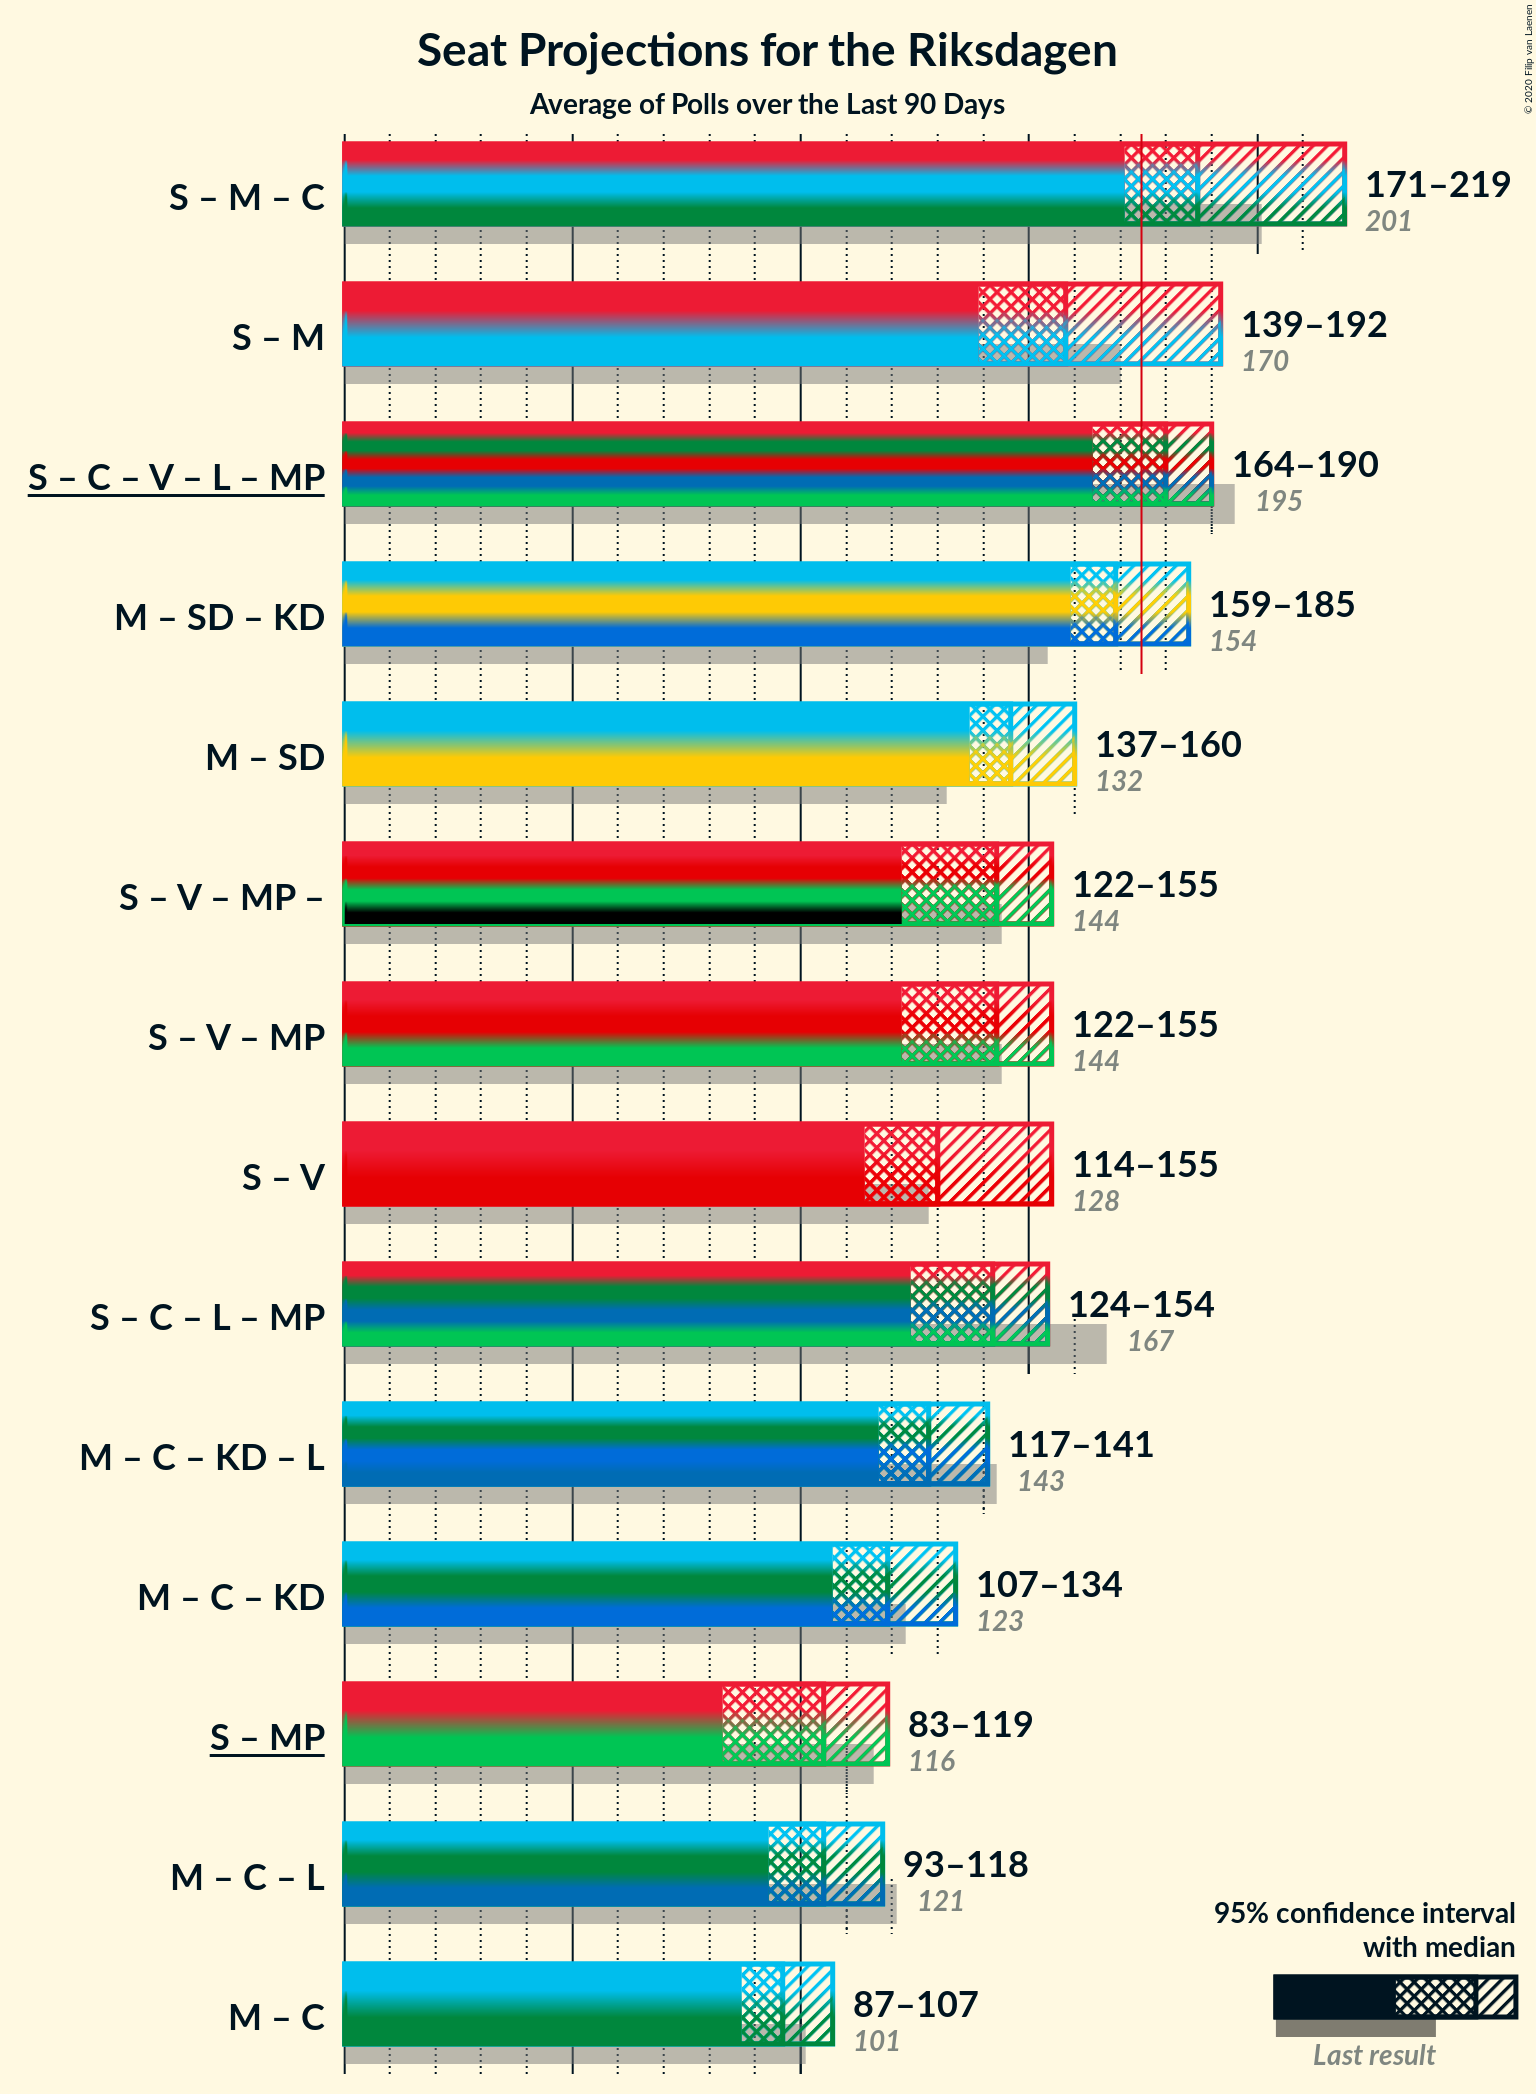 Seat Projections for the Riksdagen
Average of Polls over the Last 90 Days
© 2020 Filip van Laenen
S – M – C
171–219
201
S – M
139–192
170
S – C – V – L – MP
164–190
195
M – SD – KD
159–185
154
M – SD
137–160
132
S – V – MP –
122–155
144
S – V – MP
122–155
144
S – V
114–155
128
S – C – L – MP
124–154
167
M – C – KD – L
117–141
143
M – C – KD
107–134
123
S – MP
83–119
116
M – C – L
93–118
121
M – C
87–107
101
95% confidence interval
with median
Last result